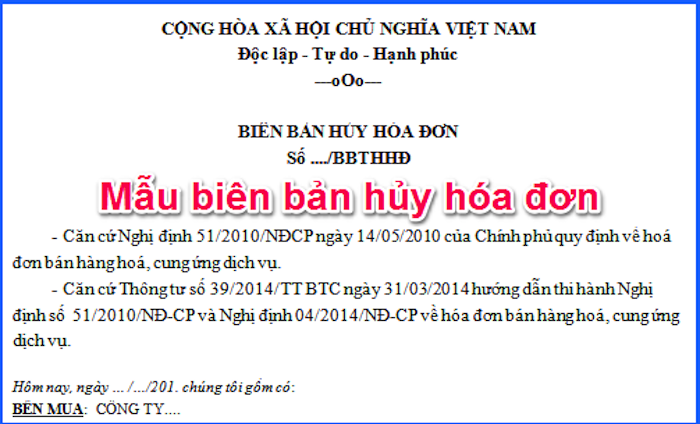 CỘNG HÒA XÃ HỘI CHỦ NGHĨA VIỆT NAM
Độc lập - Tự do - Hạnh phúc
---oOo---
BIÊN BẢN HỦY HÓA ĐƠN
Số ..../BBTHHĐ
Mẫu biên bản hủy hóa đơn
- Căn cứ Nghị định 51/2010/NĐCP ngày 14/05/2010 của Chính phủ quy định về hoá
đơn bán hàng hoá, cung ứng dịch vụ.
- Căn cứ Thông tư số 39/2014/TT BTC ngày 31/03/2014 hướng dẫn thi hành Nghị
định số 51/2010/NĐ-CP và Nghị định 04/2014/NĐ-CP về hóa đơn bán hàng hoá, cung ứng
dịch vụ.
Hôm nay, ngày ... /.../201. chúng tôi gồm có:
BÊN MUA: CÔNG TY....